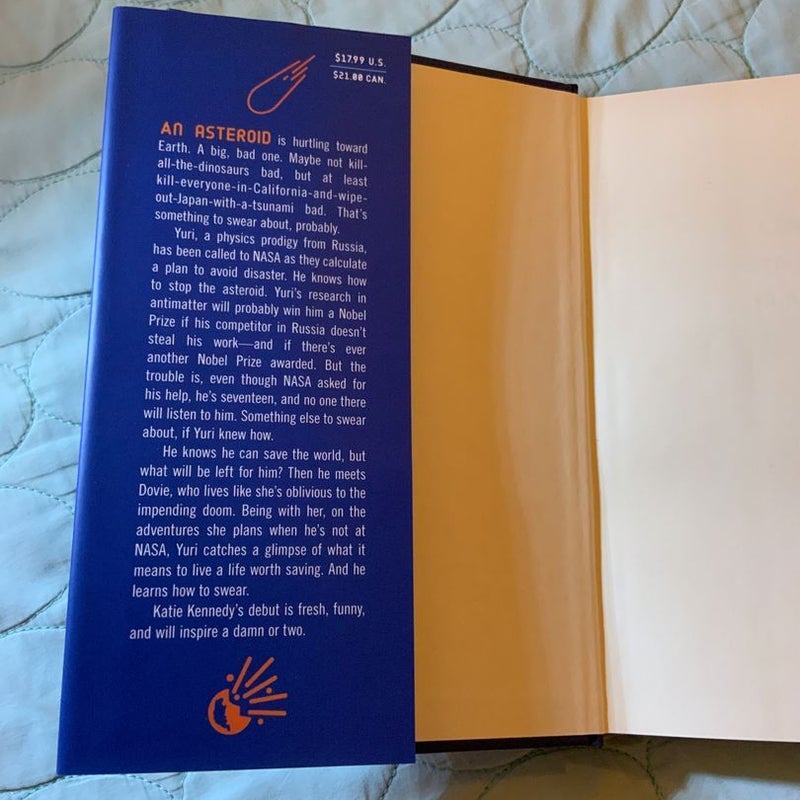 $17.99 U.S.
$21.00 CAN.
AN ASTEROID is hurtling toward
Earth. A big, bad one. Maybe not kill-
all-the-dinosaurs bad, but at least
kill-everyone-in-California-and-wipe-
out-Japan-with-a-tsunami bad. That's
something to swear about, probably.
Yuri, a physics prodigy from Russia,
has been called to NASA as they calculate
a plan to avoid disaster. He knows how
to stop the asteroid. Yuri's research in
antimatter will probably win him a Nobel
Prize if his competitor in Russia doesn't
steal his work—and if there's ever
another Nobel Prize awarded. But the
trouble is, even though NASA asked for
his help, he's seventeen, and no one there
will listen to him. Something else to swear
about, if Yuri knew how.
He knows he can save the world, but
what will be left for him? Then he meets
Dovie, who lives like she's oblivious to the
impending doom. Being with her, on the
adventures she plans when he's not at
NASA, Yuri catches a glimpse of what it
means to live a life worth saving. And he
learns how to swear.
Katie Kennedy's debut is fresh, funny,
and will inspire a damn or two.